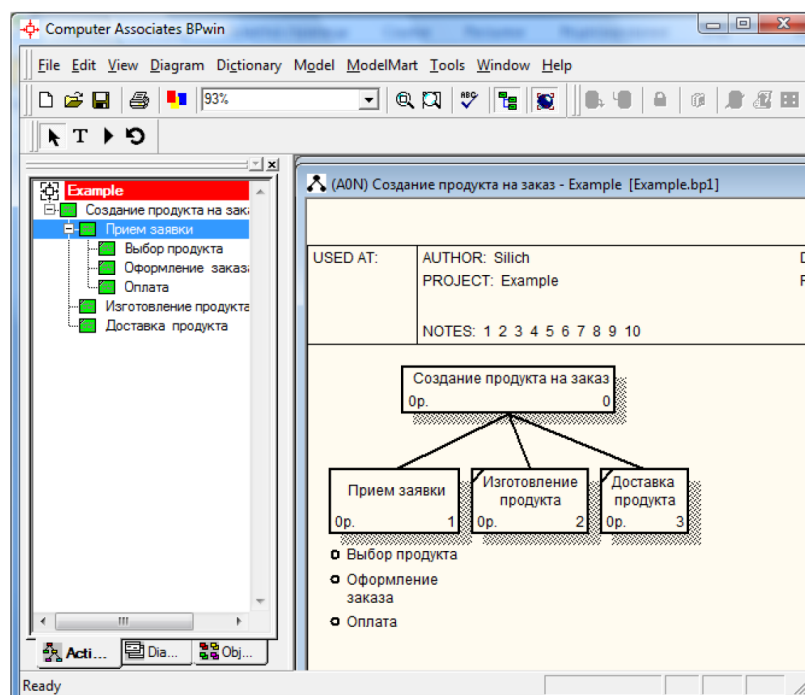 Computer Associates BPwin
File Edit View Diagram Dictionary Model ModelMart Tools Window Help
93%
ABC
T
Example
Создание продукта на зака
Прием заявки
Выбор продукта
Оформление заказа
Оплата
Изготовление продукта
Доставка продукта
Acti... Dia... Obj...
Ready
(A0N) Создание продукта на заказ - Example [Example.bp1]
USED AT:
AUTHOR: Silich
PROJECT: Example
NOTES: 1 2 3 4 5 6 7 8 9 10
Создание продукта на заказ
0р. 0
Прием заявки
0р. 1
Изготовление
продукта
0р. 2
Доставка
продукта
0р. 3
Выбор продукта
Оформление
заказа
Оплата